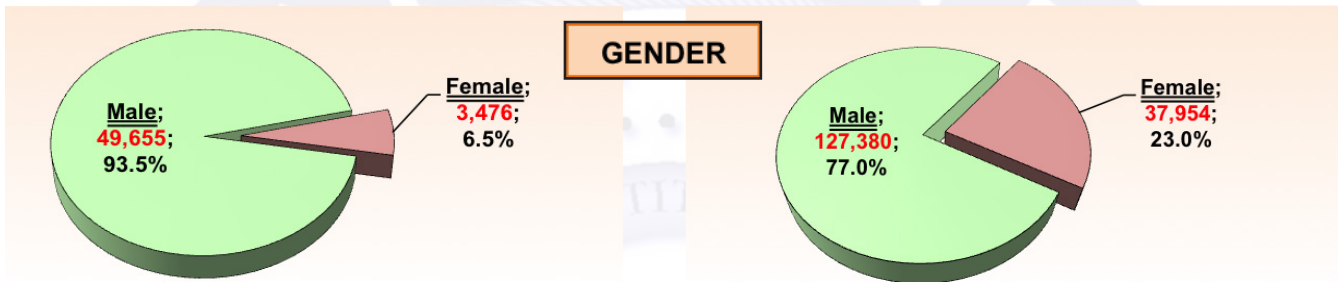 GENDER
Male;
49,655;
93.5%
Female;
3,476;
6.5%
Male;
127,380;
77.0%
Female;
37,954;
23.0%